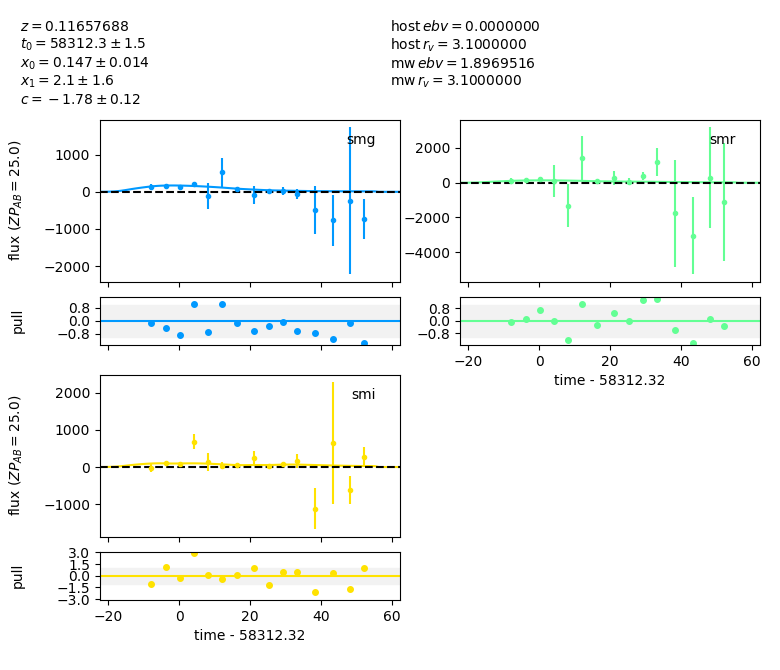 z = 0.11657688
t0 = 58312.3 ± 1.5
x0 = 0.147 ± 0.014
x1 = 2.1 ± 1.6
c = −1.78 ± 0.12
host ebv = 0.0000000
host rv = 3.1000000
mw ebv = 1.8969516
mw rv = 3.1000000
smg
flux (ZPAB = 25.0)
1000
0
−1000
−2000
smr
2000
0
−2000
−4000
pull
0.8
0.0
−0.8
0.8
0.0
−0.8
−20
0
20
40
60
time - 58312.32
smi
flux (ZPAB = 25.0)
2000
1000
0
−1000
pull
3.0
1.5
0.0
−1.5
−3.0
−20
0
20
40
60
time - 58312.32